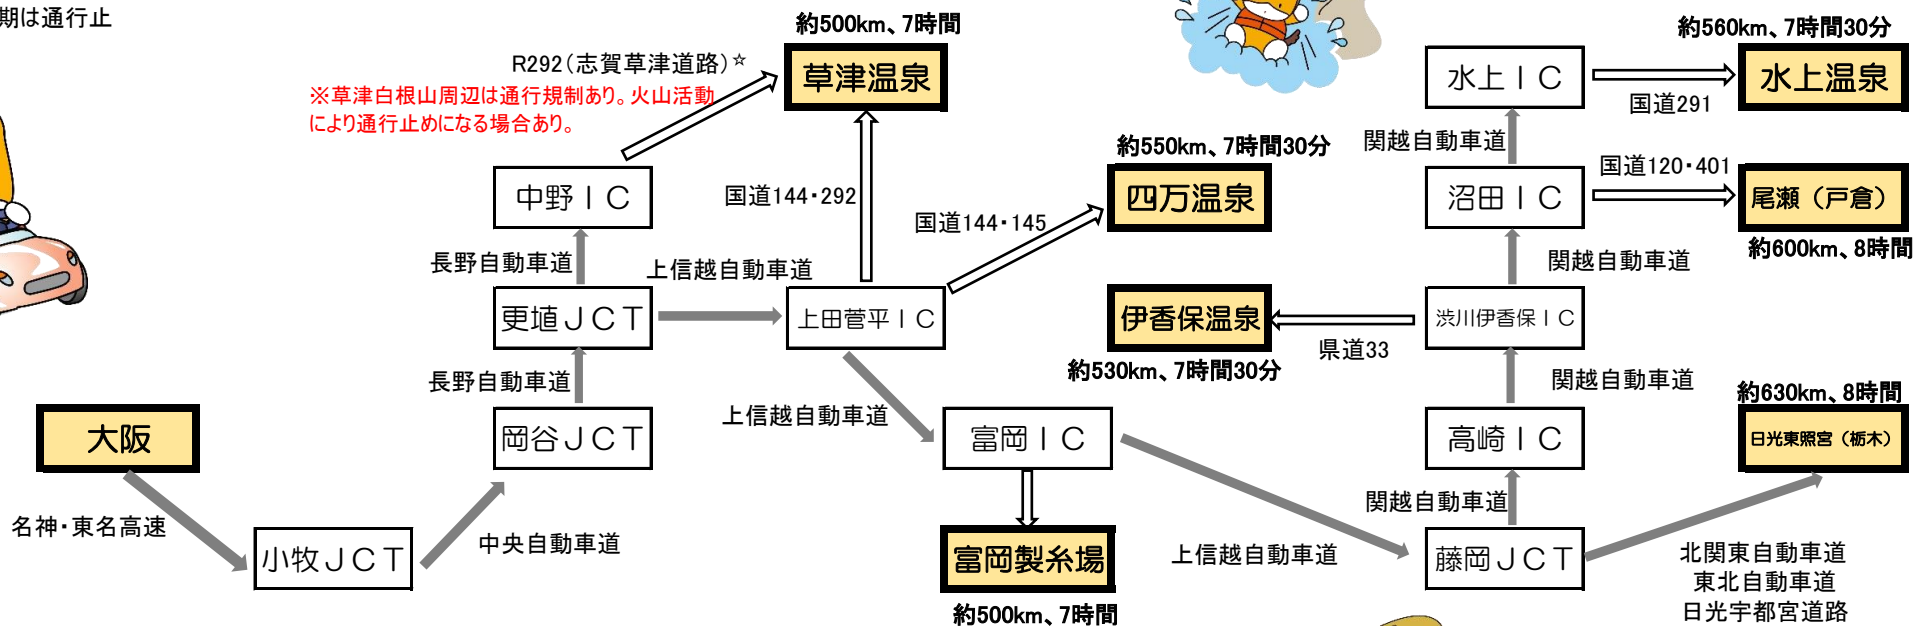 期は通行止
約500km、7時間
草津温泉
R292（志賀草津道路）☆
※草津白根山周辺は通行規制あり。火山活動
により通行止めになる場合あり。
約560km、7時間30分
水上ＩＣ
水上温泉
国道291
関越自動車道
約550km、7時間30分
中野ＩＣ
国道144・292
四万温泉
国道144・145
沼田ＩＣ
国道120・401
尾瀬（戸倉）
約600km、8時間
長野自動車道
上信越自動車道
関越自動車道
更埴ＪＣＴ
上田菅平ＩＣ
伊香保温泉
県道33
渋川伊香保ＩＣ
約530km、7時間30分
長野自動車道
関越自動車道
約630km、8時間
大阪
岡谷ＪＣＴ
上信越自動車道
富岡ＩＣ
高崎ＩＣ
日光東照宮（栃木）
名神・東名高速
小牧ＪＣＴ
中央自動車道
富岡製糸場
約500km、7時間
上信越自動車道
関越自動車道
藤岡ＪＣＴ
北関東自動車道
東北自動車道
日光宇都宮道路